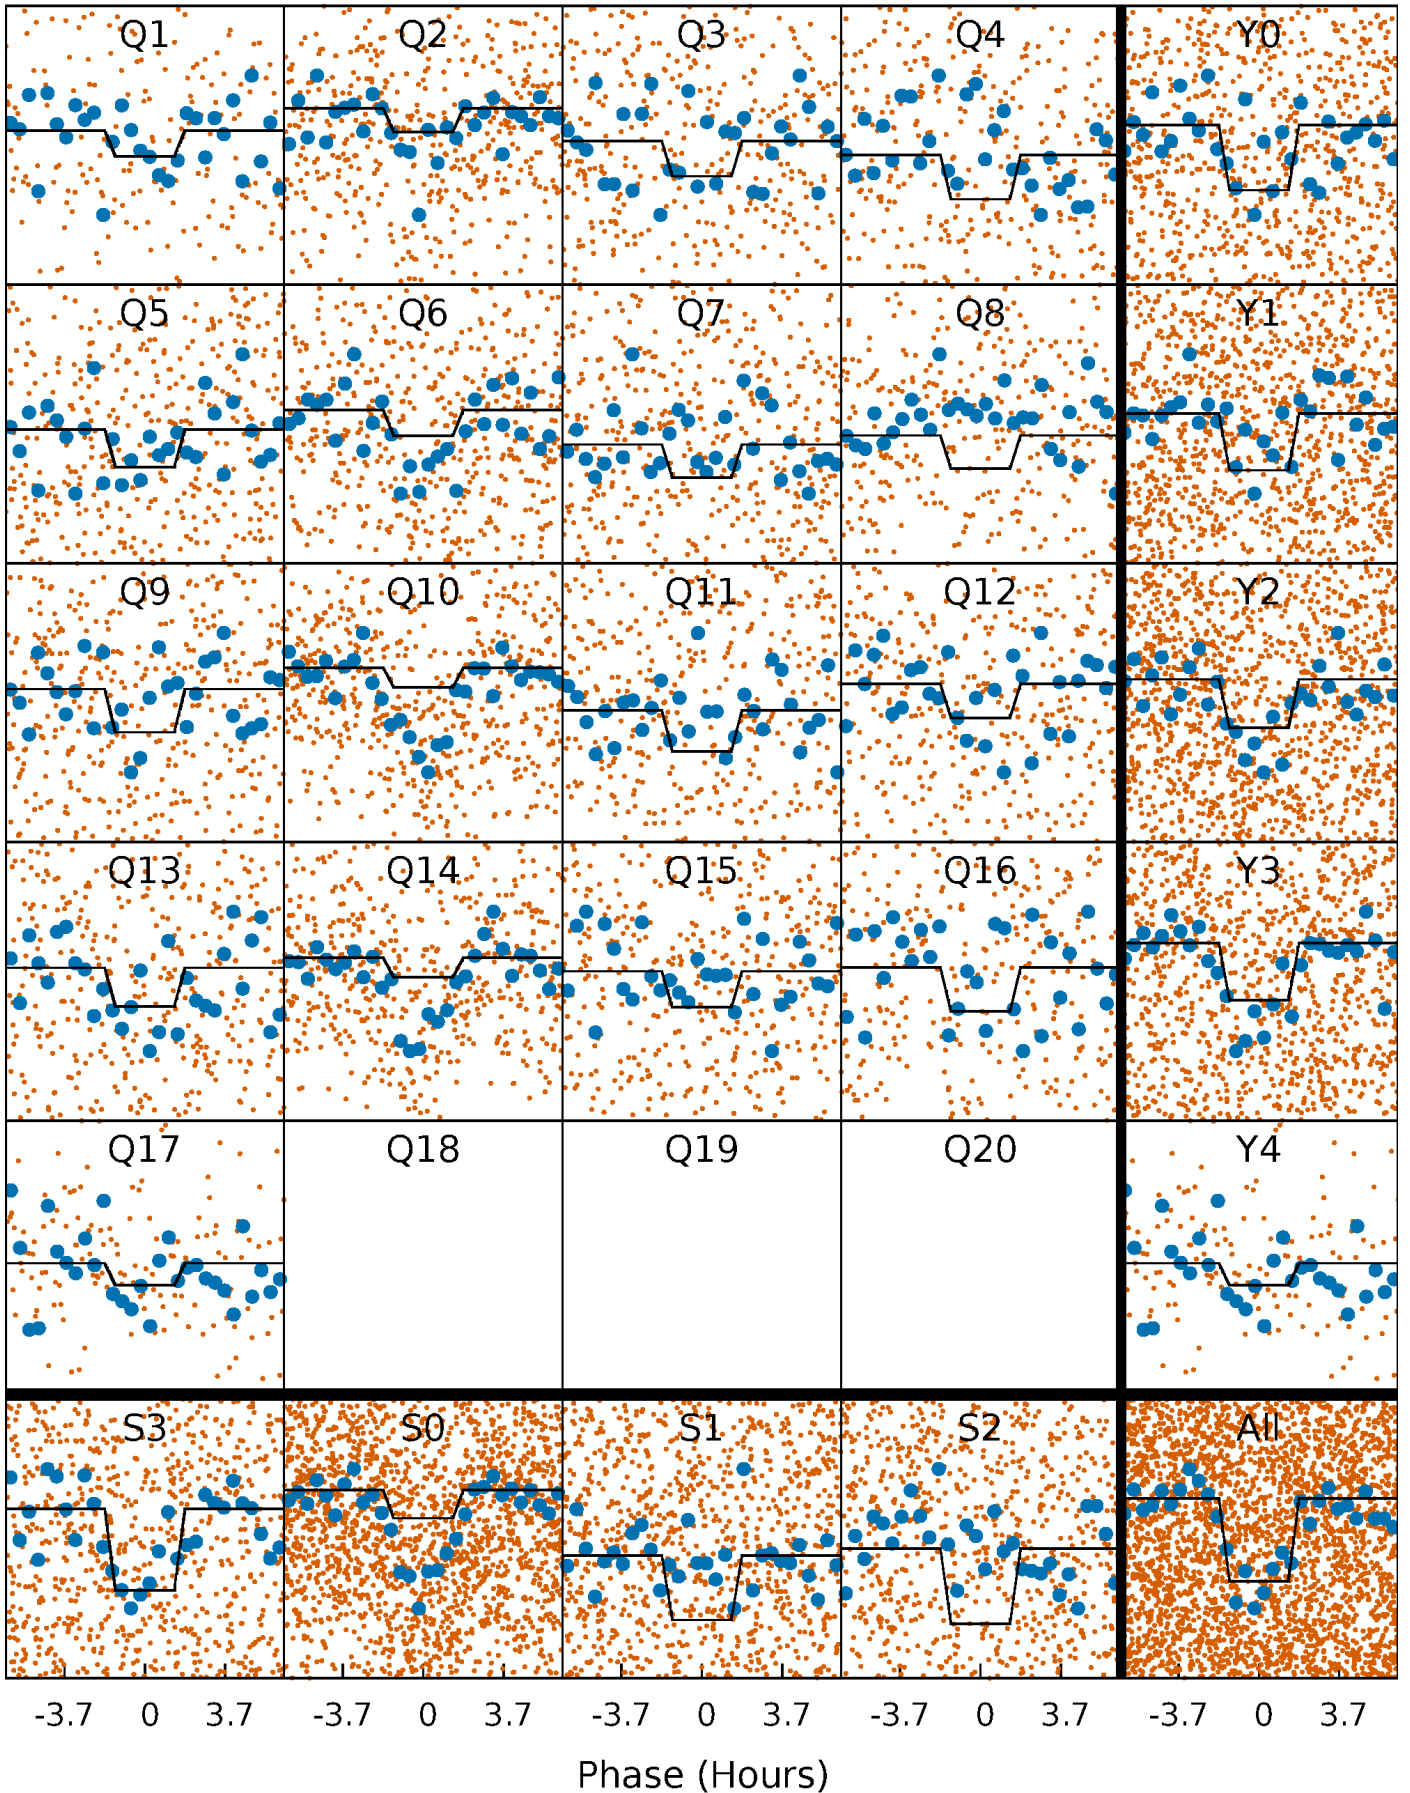 Q1 Q2 Q3 Q4 Y0
Q5 Q6 Q7 Q8 Y1
Q9 Q10 Q11 Q12 Y2
Q13 Q14 Q15 Q16 Y3
Q17 Q18 Q19 Q20 Y4
S3 S0 S1 S2 All
-3.7 0 3.7 -3.7 0 3.7 -3.7 0 3.7 -3.7 0 3.7 -3.7 0 3.7
Phase (Hours)